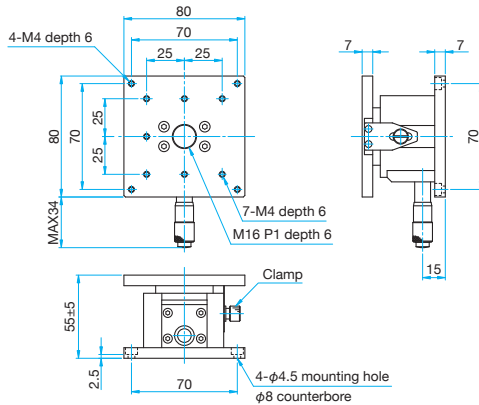 80
4-M4 depth 6
70
7
7
25
25
80
70
25
25
70
MAX34
7-M4 depth 6
M16 P1 depth 6
15
Clamp
55±5
2.5
70
4-φ4.5 mounting hole
φ8 counterbore